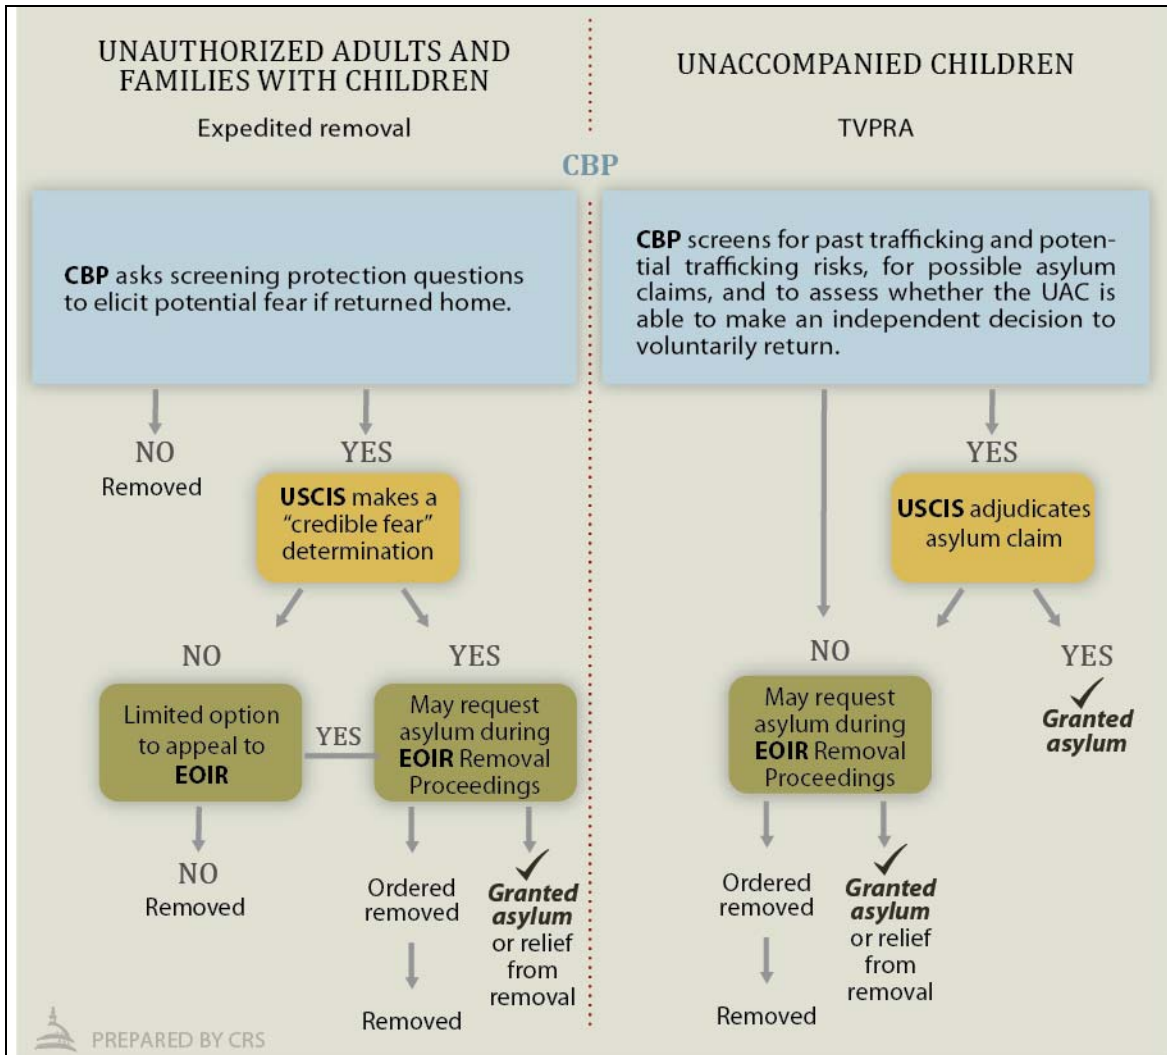 UNAUTHORIZED ADULTS AND
FAMILIES WITH CHILDREN
Expedited removal
UNACCOMPANIED CHILDREN
TVPRA
CBP
CBP asks screening protection questions
to elicit potential fear if returned home.
CBP screens for past trafficking and poten-
tial trafficking risks, for possible asylum
claims, and to assess whether the UAC is
able to make an independent decision to
voluntarily return.
NO
Removed
YES
USCIS makes a
“credible fear”
determination
NO
Limited option
to appeal to
EOIR
YES
YES
May request
asylum during
EOIR Removal
Proceedings
NO
Removed
Ordered
removed
Removed
Granted
asylum
or relief
from
removal
YES
USCIS adjudicates
asylum claim
NO
May request
asylum during
EOIR Removal
Proceedings
YES
Granted
asylum
Ordered
removed
Removed
Granted
asylum
or relief
from
removal
PREPARED BY CRS